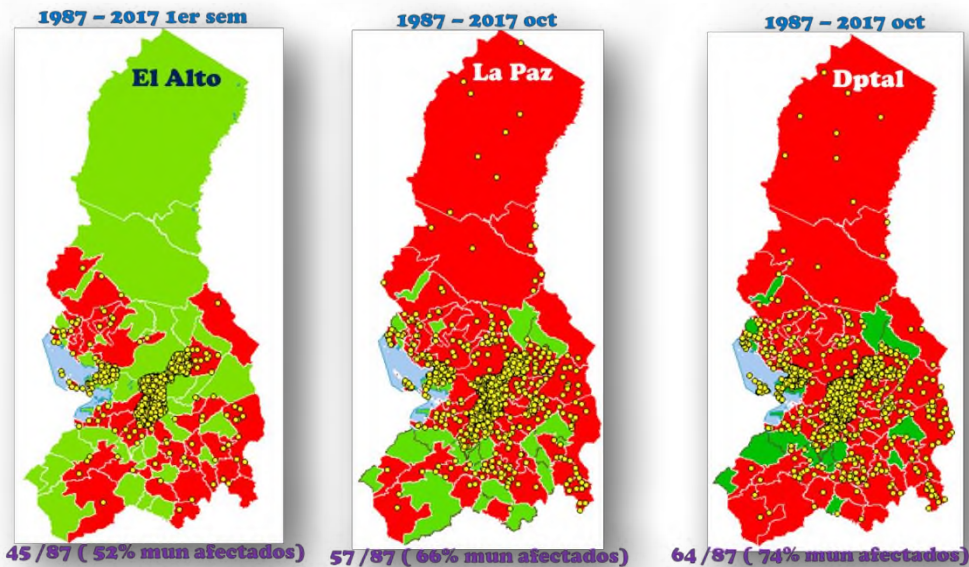 1987 – 2017 1er sem
El Alto
45 /87 ( 52% mun afectados)
1987 – 2017 oct
La Paz
57/87 ( 66% mun afectados)
1987 – 2017 oct
Dptal
64 /87 ( 74% mun afectados)